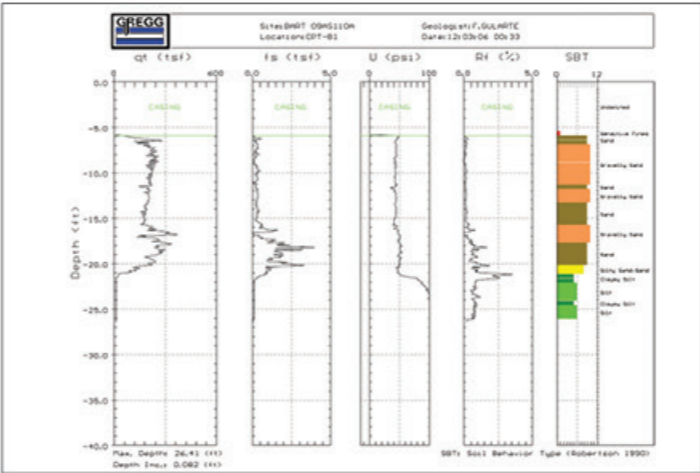 GREGG
Site: BART OSMS110A
Geologist: F.GULARTE
Location: CPT-01
Date: 12:03:06 00:33
qt (tsf)
fs (tsf)
U (psi)
Rf (%)
SBT
0 400
0.0 5.0
0 100
0.0 5.0
0 12
0.0
CASING
CASING
CASING
CASING
Undefined
-5.0
Sensitive Fines
Sand
Gravelly Sand
-10.0
Sand
Gravelly Sand
-15.0
Sand
Gravelly Sand
Sand
Depth (ft)
-20.0
Silty Sand/Sand
Clayey Silt
Silt
-25.0
Clayey Silt
Silt
-30.0
-35.0
-40.0
Max. Depth: 26.41 (ft)
Depth Inc.: 0.082 (ft)
SBT: Soil Behavior Type (Robertson 1990)